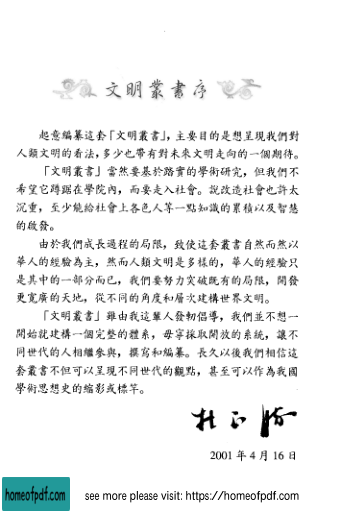 文明叢書序
起意編纂這套「文明叢書」，主要目的是想呈現我們對
人類文明的看法，多少也帶有對未來文明走向的一個期待。
「文明叢書」當然要基於踏實的學術研究，但我們不
希望它蹲踞在學院內，而要走入社會。說改造社會也許太
沉重，至少能給社會上各色人等一點知識的累積以及智慧
的啟發。
由於我們成長過程的局限，致使這套叢書自然而然以
華人的經驗為主，然而人類文明是多樣的，華人的經驗只
是其中的一部分而已，我們要努力突破既有的局限，開發
更寬廣的天地，從不同的角度和層次建構世界文明。
「文明叢書」雖由我這輩人發軔倡導，我們並不想一
開始就建構一個完整的體系，毋寧採取開放的系統，讓不
同世代的人相繼參與，撰寫和編纂。長久以後我們相信這
套叢書不但可以呈現不同世代的觀點，甚至可以作為我國
學術思想史的縮影或標竿。
杜正勝
2001 年 4 月 16 日
homeofpdf.com
see more please visit: https://homeofpdf.com